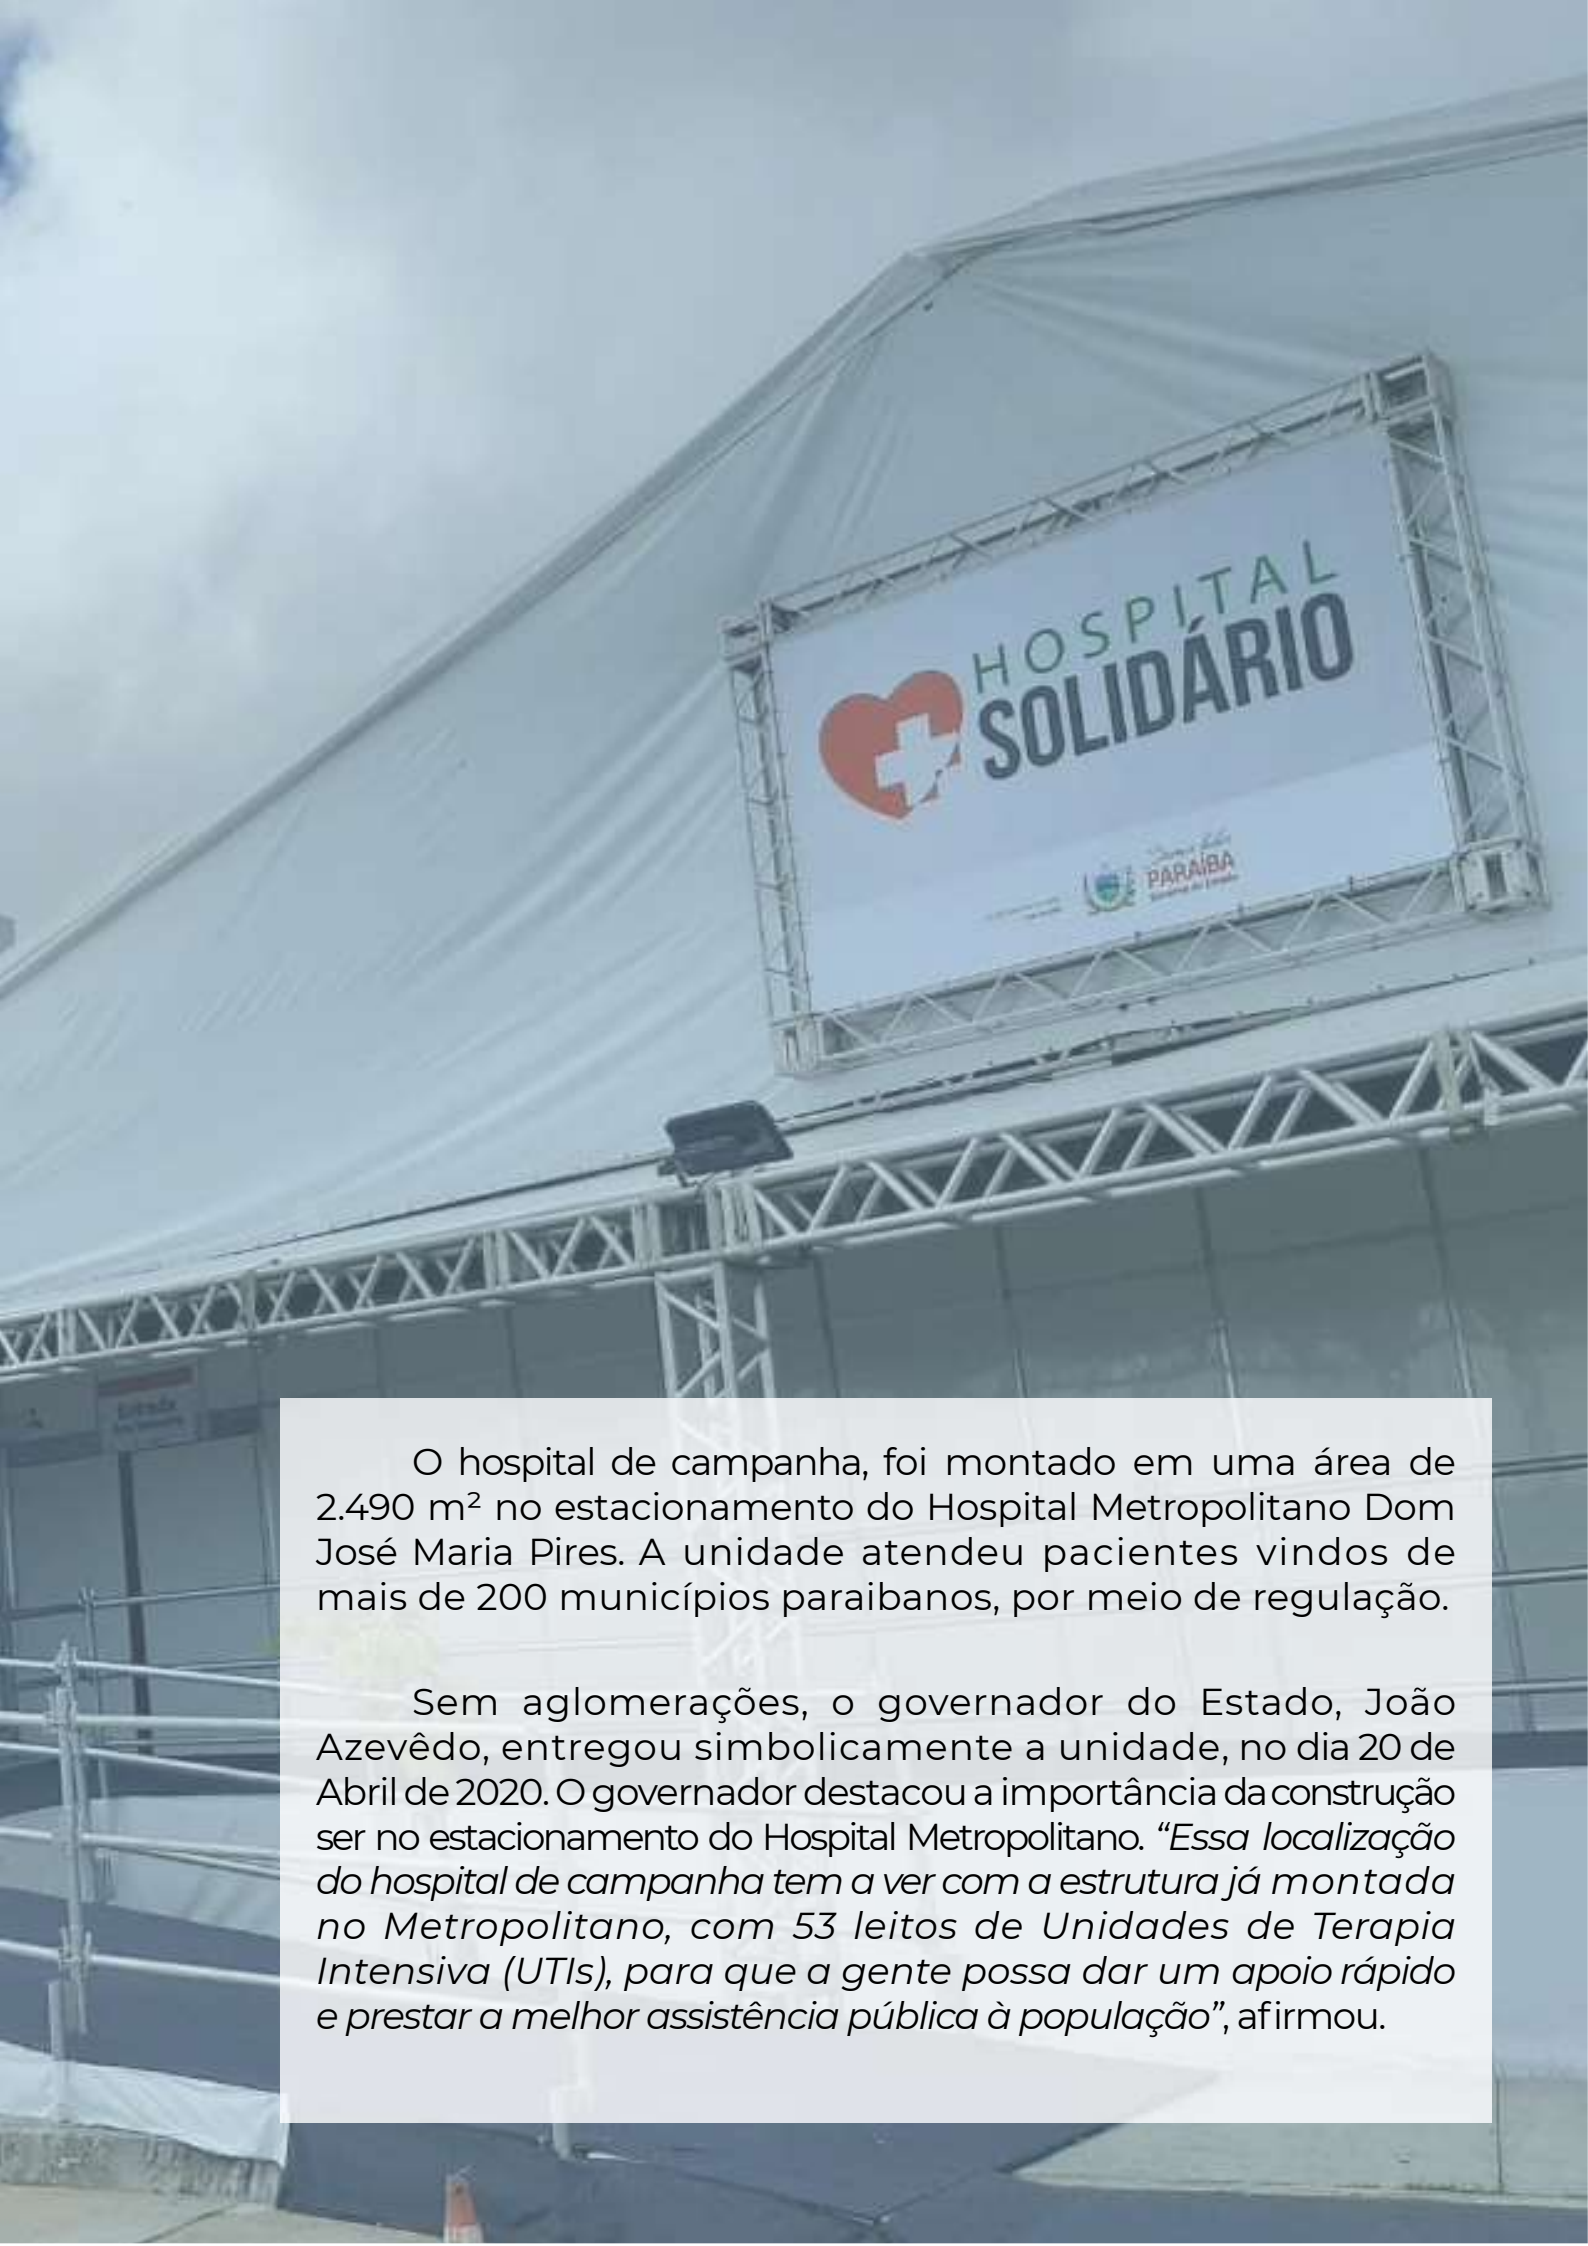 HOSPITAL
SOLIDÁRIO
PARAÍBA
Entrada
O hospital de campanha, foi montado em uma área de
2.490 m² no estacionamento do Hospital Metropolitano Dom
José Maria Pires. A unidade atendeu pacientes vindos de
mais de 200 municípios paraibanos, por meio de regulação.
Sem aglomerações, o governador do Estado, João
Azevêdo, entregou simbolicamente a unidade, no dia 20 de
Abril de 2020. O governador destacou a importância da construção
ser no estacionamento do Hospital Metropolitano. “Essa localização
do hospital de campanha tem a ver com a estrutura já montada
no Metropolitano, com 53 leitos de Unidades de Terapia
Intensiva (UTIs), para que a gente possa dar um apoio rápido
e prestar a melhor assistência pública à população”, afirmou.